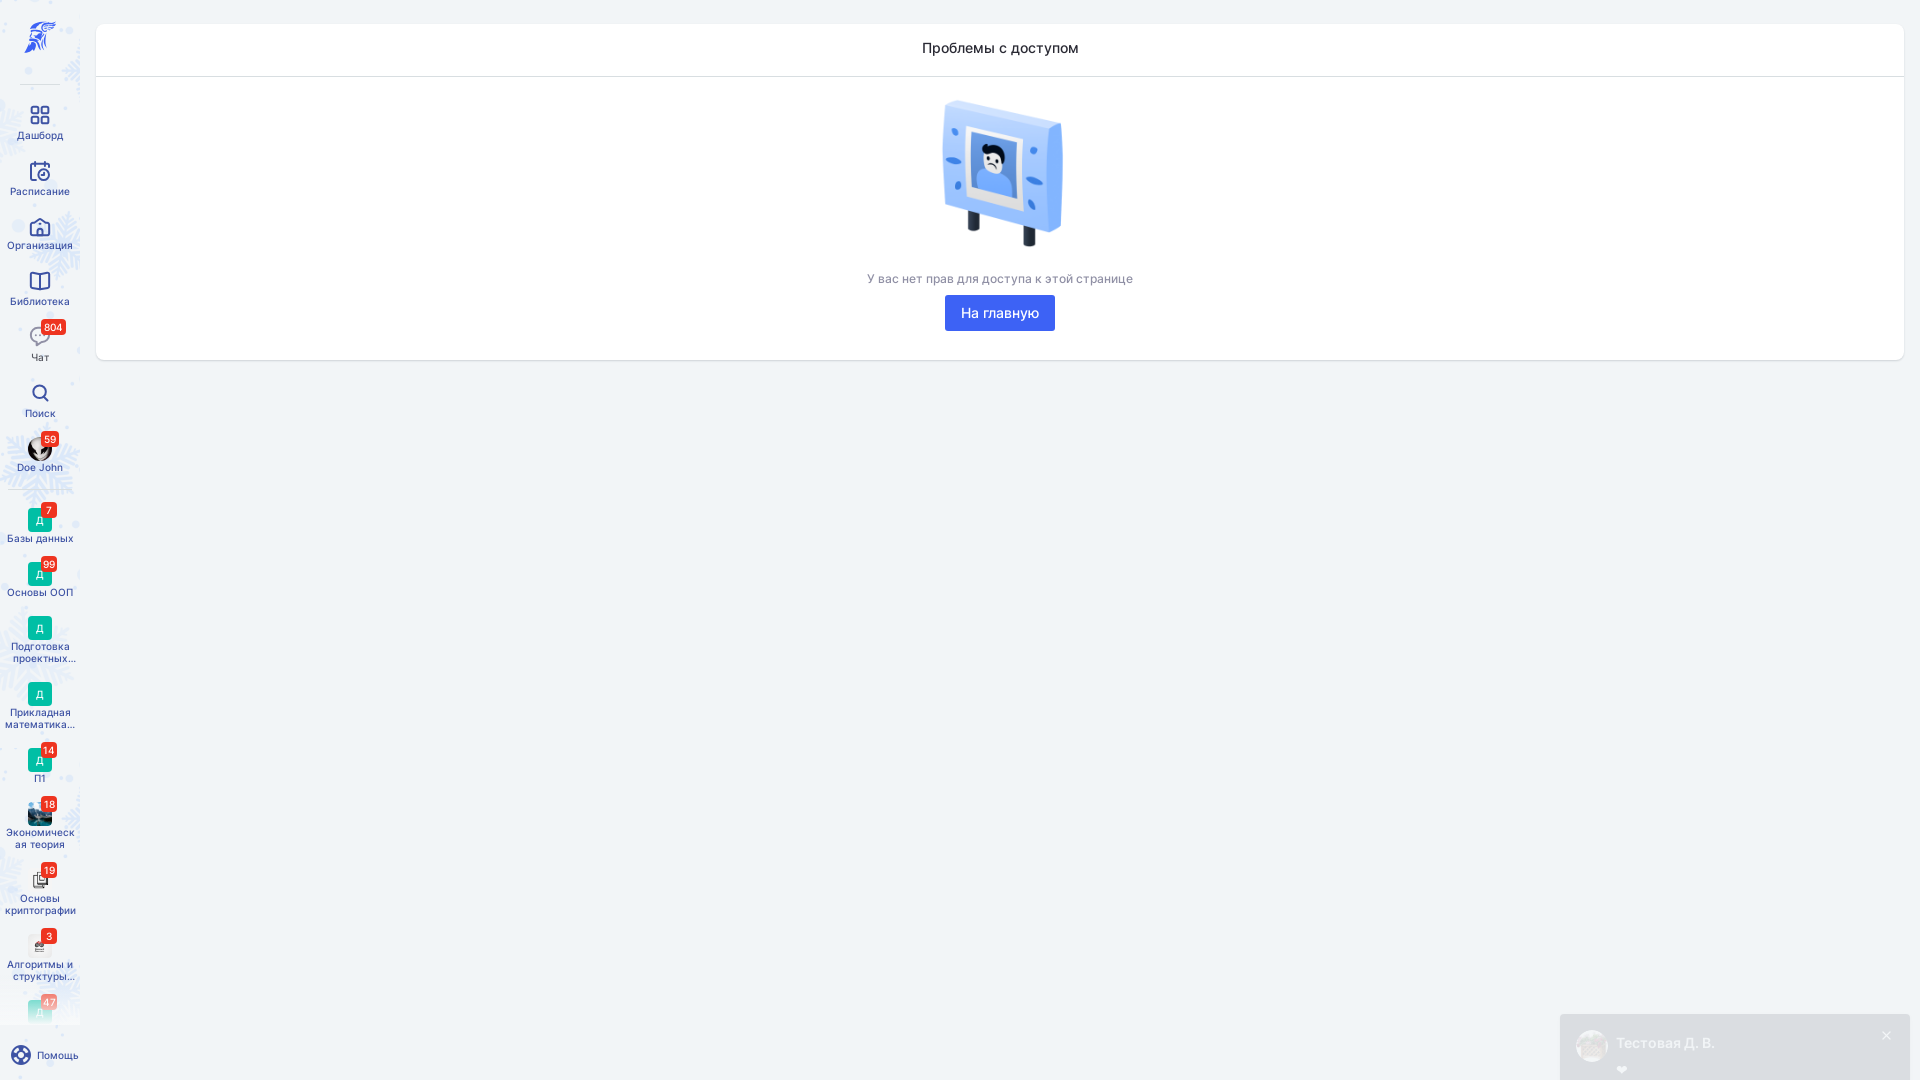 Проблемы с доступом
У вас нет прав для доступа к этой странице
На главную
Дашборд
Расписание
Организация
Библиотека
804
Чат
Поиск
59
Doe John
7
Д
Базы данных
99
Д
Основы ООП
Д
Подготовка
проектных...
Д
Прикладная
математика...
14
Д
П1
18
Экономическ
ая теория
19
Основы
криптографии
3
Алгоритмы и
структуры...
47
Д
Помощь
Тестовая Д. В.
❤